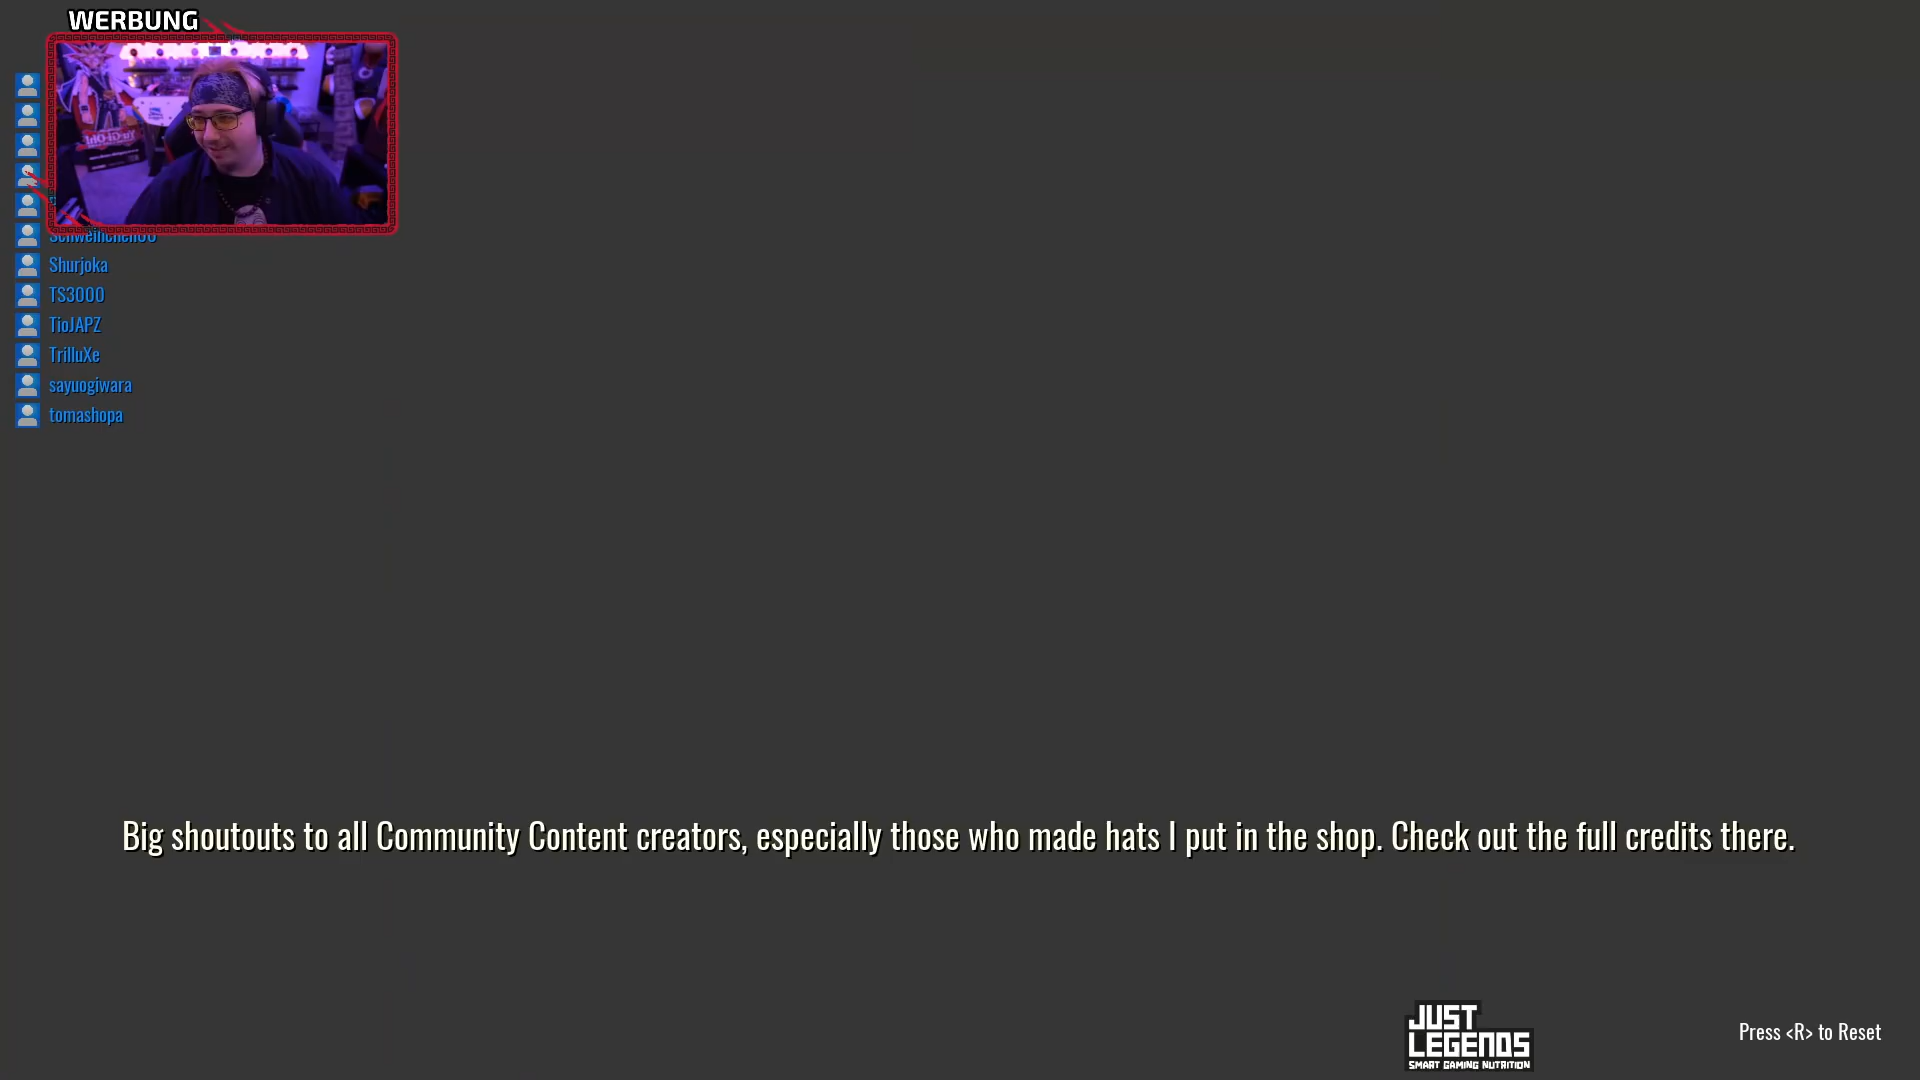 WERBUNG
Shurjoka
TS3000
TioJAPZ
TrilluXe
sayuogiwara
tomashopa
Big shoutouts to all Community Content creators, especially those who made hats I put in the shop. Check out the full credits there.
JUST
LEGENDS
SMART GAMING NUTRITION
Press <R> to Reset